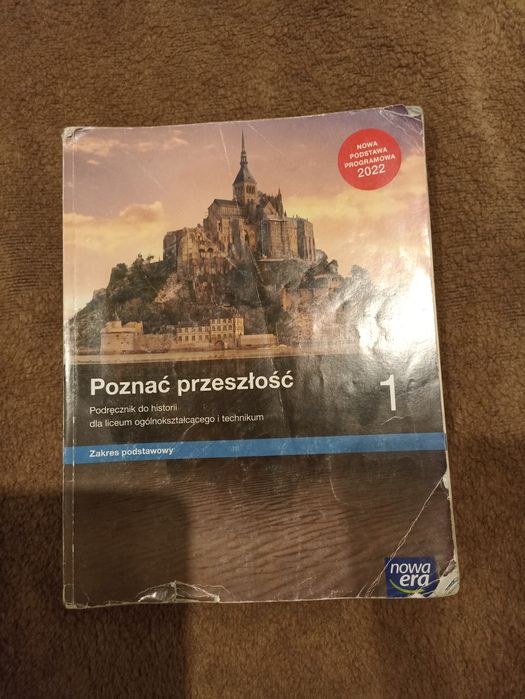 NOWA
PODSTAWA
PROGRAMOWA
2022
Poznać przeszłość
1
Podręcznik do historii
dla liceum ogólnokształcącego i technikum
Zakres podstawowy
nowa
era